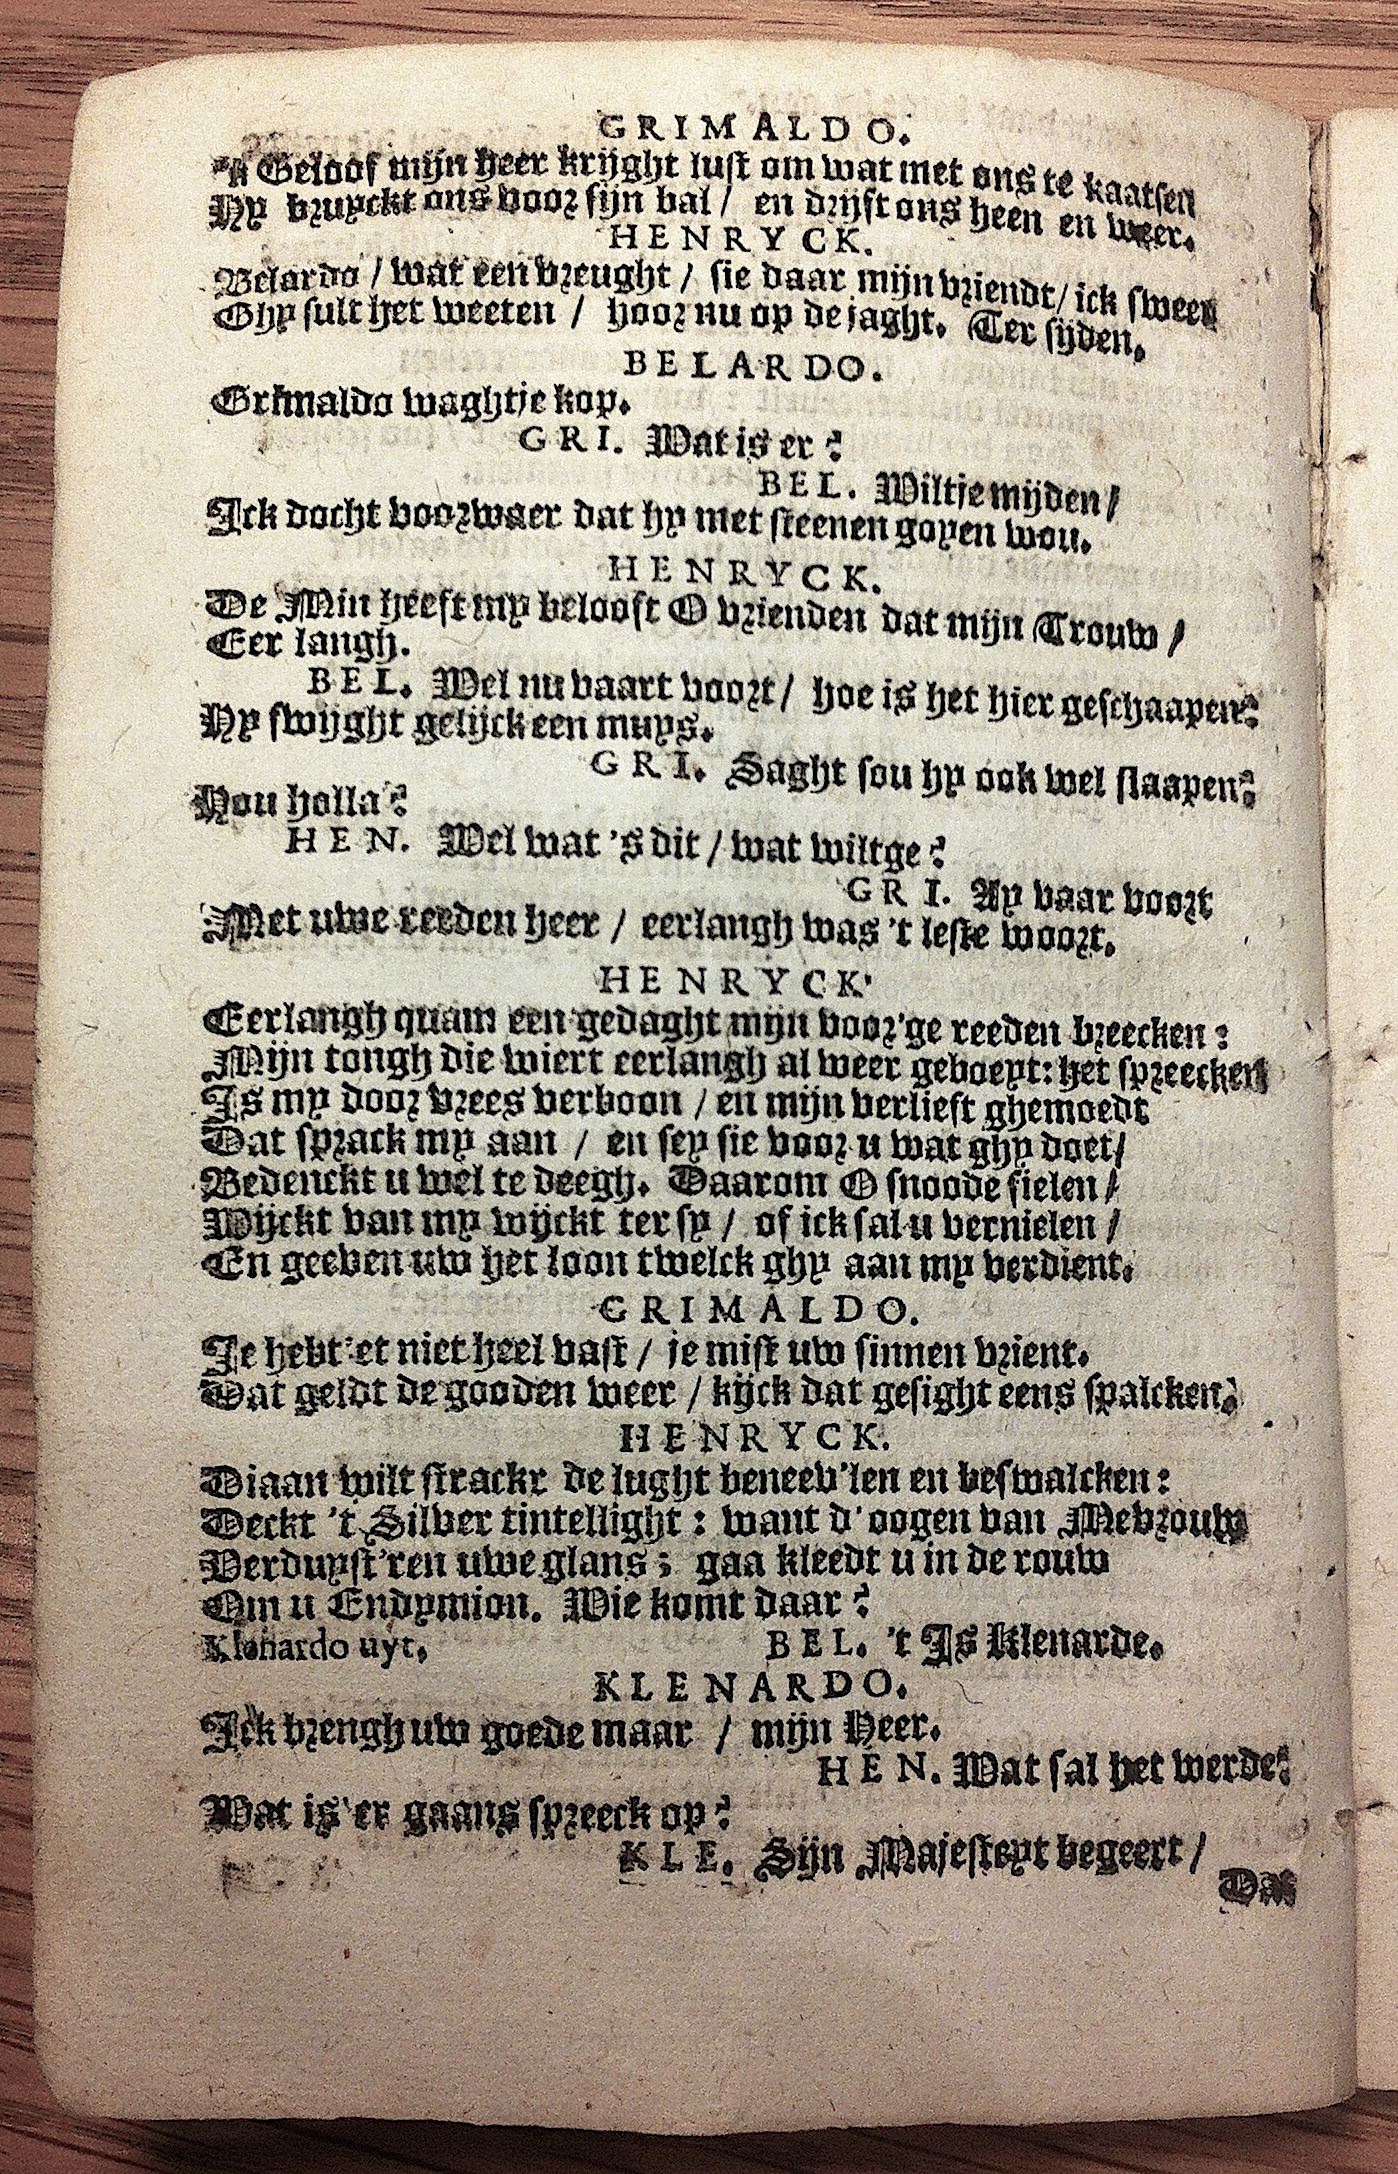 GRIMALDO.
'k Geloof mijn heer krijght lust om wat met ons te kaatsen
Hy bruyckt ons voor sijn bal / en drijft ons heen en weer.
HENRYCK.
Belardo / wat een vreught / sie daar mijn vriendt / ick sweer
Ghy sult het weeten / hoor nu op de jaght. Ter sijden.
BELARDO.
Grimaldo waghtje kop.
GRI. Wat is er?
BEL. Wiltje mijden /
Ick docht voorwaer dat hy met steenen goyen wou.
HENRYCK.
De Min heeft my belooft O vrienden dat mijn Trouw /
Eer langh.
BEL. Wel nu vaart voort / hoe is het hier geschaapen?
Hy swijght gelijck een muys.
GRI. Saght sou hy ook wel slaapen?
Hou holla?
HEN. Wel wat 's dit / wat wiltge?
GRI. Ay vaar voort
Met uwe reeden heer / eerlangh was 't leste woort.
HENRYCK.
Eerlangh quam een gedaght mijn voor'ge reeden breecken:
Mijn tongh die wiert eerlangh al weer geboeyt: het spreecken
Is my door vrees verboon / en mijn verlieft ghemoedt
Dat sprack my aan / en sey sie voor u wat ghy doet /
Bedenckt u wel te deegh. Daarom O snoode fielen /
Wijckt van my wijckt ter sy / of ick sal u vernielen /
En geeven uw het loon twelck ghy aan my verdient.
GRIMALDO.
Je hebt 'et niet heel vast / je mist uw sinnen vrient.
Dat geldt de gooden weer / kijck dat gesight eens spalcken.
HENRYCK.
Diaan wilt strackx de lught beneev'len en beswalcken:
Deckt 't Silver tintellight: want d' oogen van Mevrouw
Verduyst'ren uwe glans; gaa kleedt u in de rouw
Om u Endymion. Wie komt daar?
Klenardo uyt. BEL. 't Is Klenarde.
KLENARDO.
Ick brengh uw goede maar / mijn Heer.
HEN. Wat sal het werde?
Wat is 'er gaans spreeck op?
KLE. Sijn Majesteyt begeert /
Dat